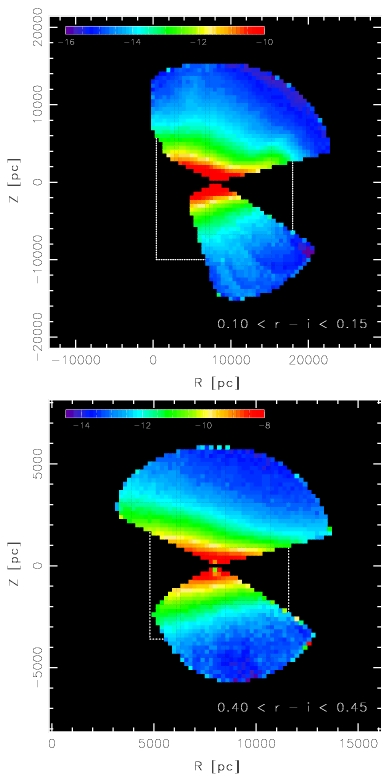 20000
-16 -14 -12 -10
10000
Z [pc]
0
-10000
0.10 < r - i < 0.15
-20000
-10000 0 10000 20000
R [pc]
-14 -12 -10 -8
5000
Z [pc]
0
-5000
0.40 < r - i < 0.45
0 5000 10000 15000
R [pc]